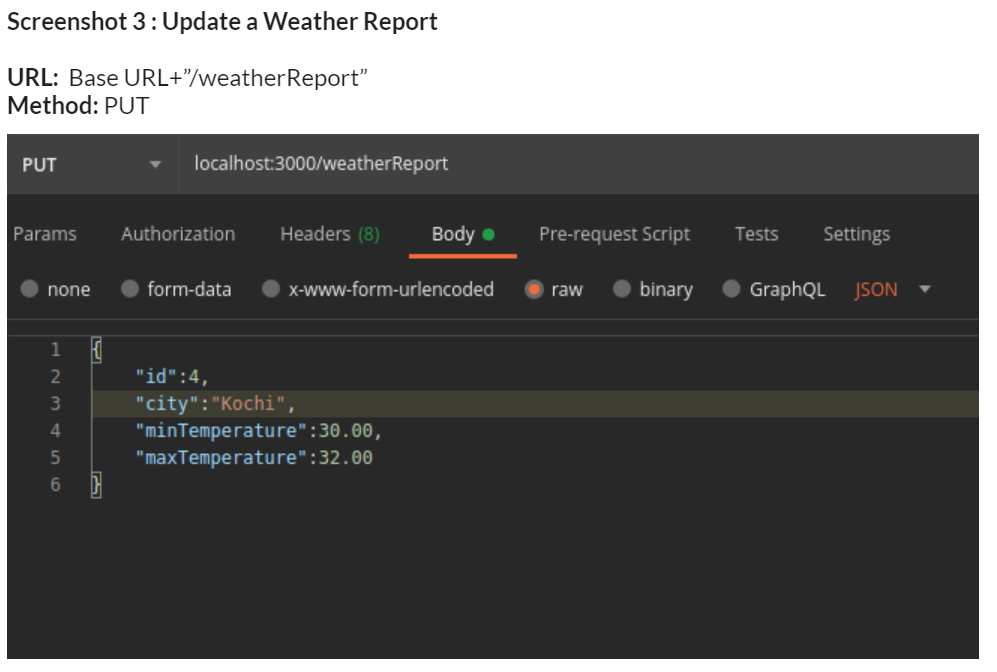 Screenshot 3 : Update a Weather Report
URL:  Base URL+”/weatherReport”
Method: PUT
PUT localhost:3000/weatherReport
Params Authorization Headers (8) Body Pre-request Script Tests Settings
none form-data x-www-form-urlencoded raw binary GraphQL JSON
1 {
2 "id":4,
3 "city":"Kochi",
4 "minTemperature":30.00,
5 "maxTemperature":32.00
6 }